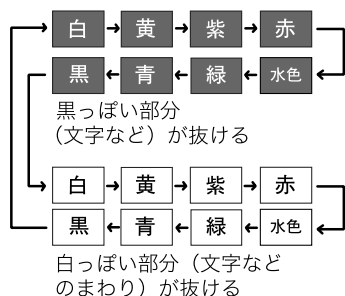 白 黄 紫 赤
黒 青 緑 水色
黒っぽい部分
(文字など) が抜ける
白 黄 紫 赤
黒 青 緑 水色
白っぽい部分 (文字など
のまわり) が抜ける